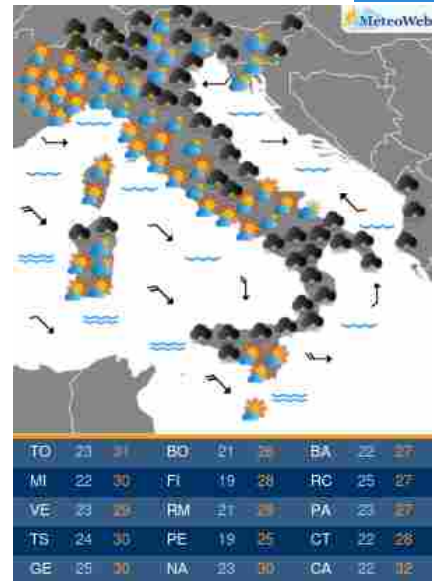 MeteoWeb
TO 23 31 BO 21 28 BA 22 27
MI 22 30 FI 19 28 RC 25 27
VE 23 29 RM 21 29 PA 23 27
TS 24 30 PE 19 25 CT 22 28
GE 25 30 NA 23 30 CA 22 32